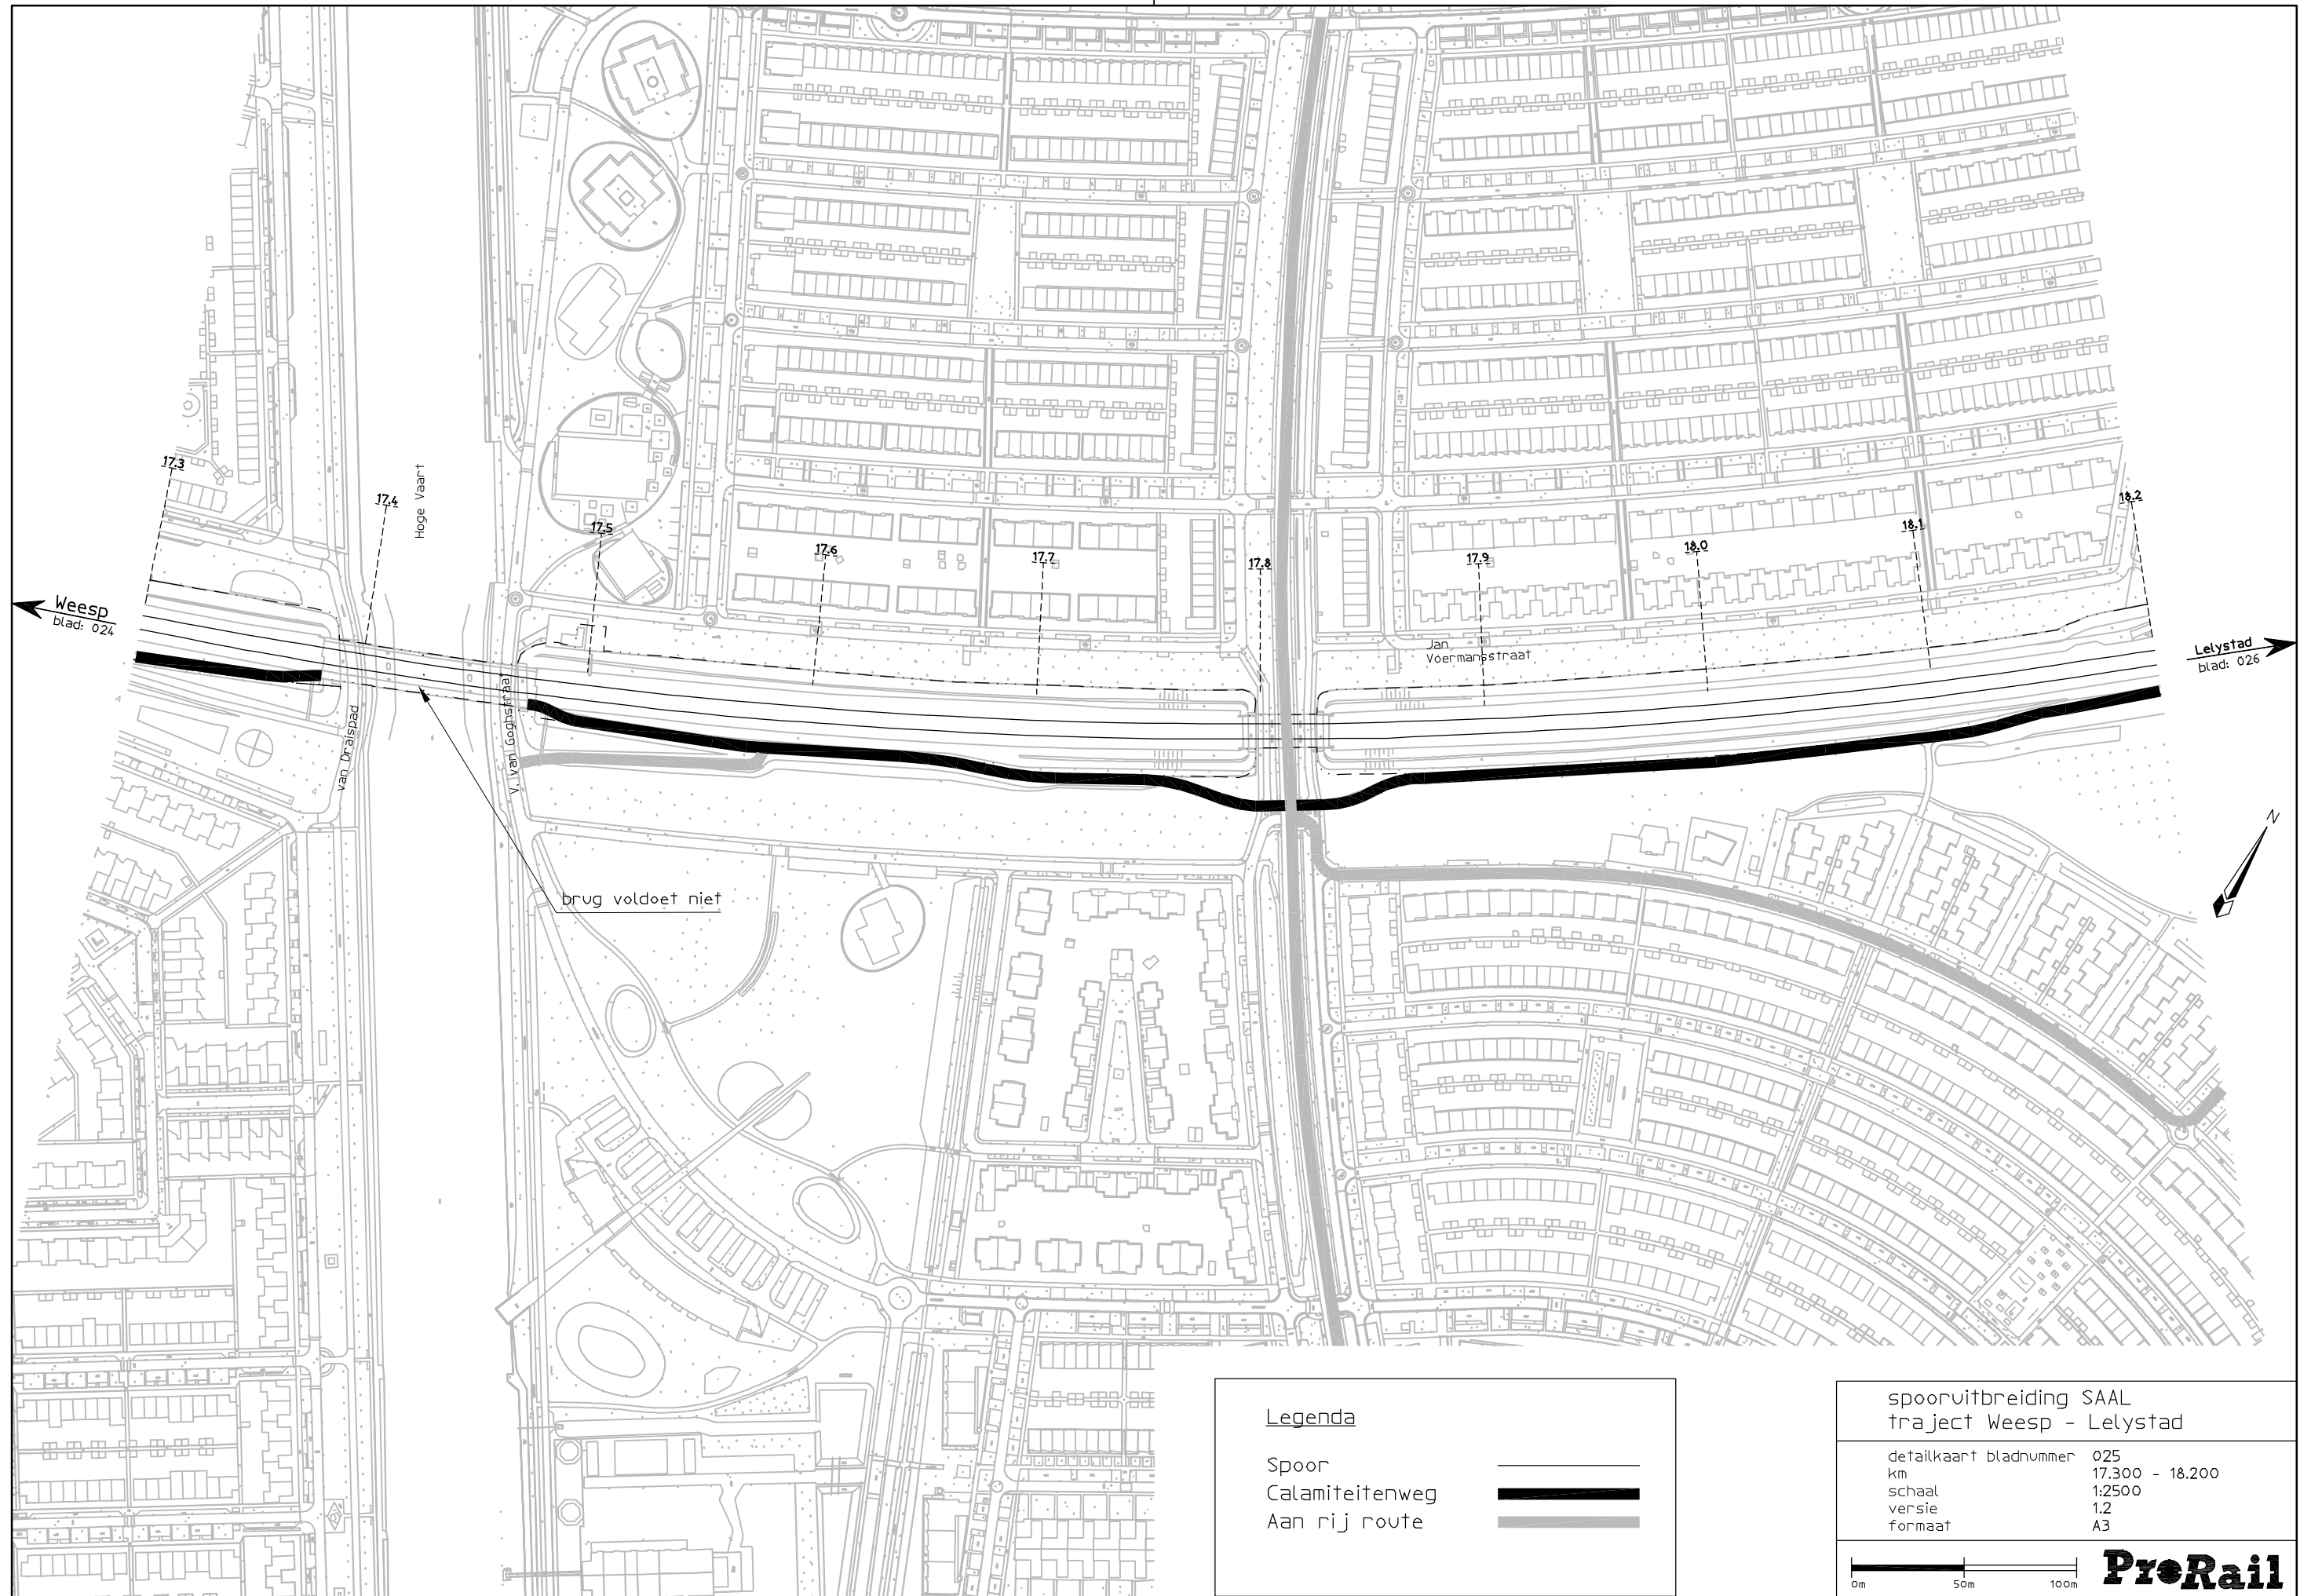 17.3
17.4
Hoge Vaart
17.5
17.6
17.7
17.8
17.9
18.0
18.1
18.2
Weesp
blad: 024
Jan
Voermansstraat
Lelystad
blad: 026
van Draispad
V. van Goghstraat
brug voldoet niet
N
Legenda
Spoor
Calamiteitenweg
Aan rij route
spooruitbreiding SAAL
traject Weesp - Lelystad
detailkaart bladnummer 025
km 17.300 - 18.200
schaal 1:2500
versie 1.2
formaat A3
0m 50m 100m
ProRail